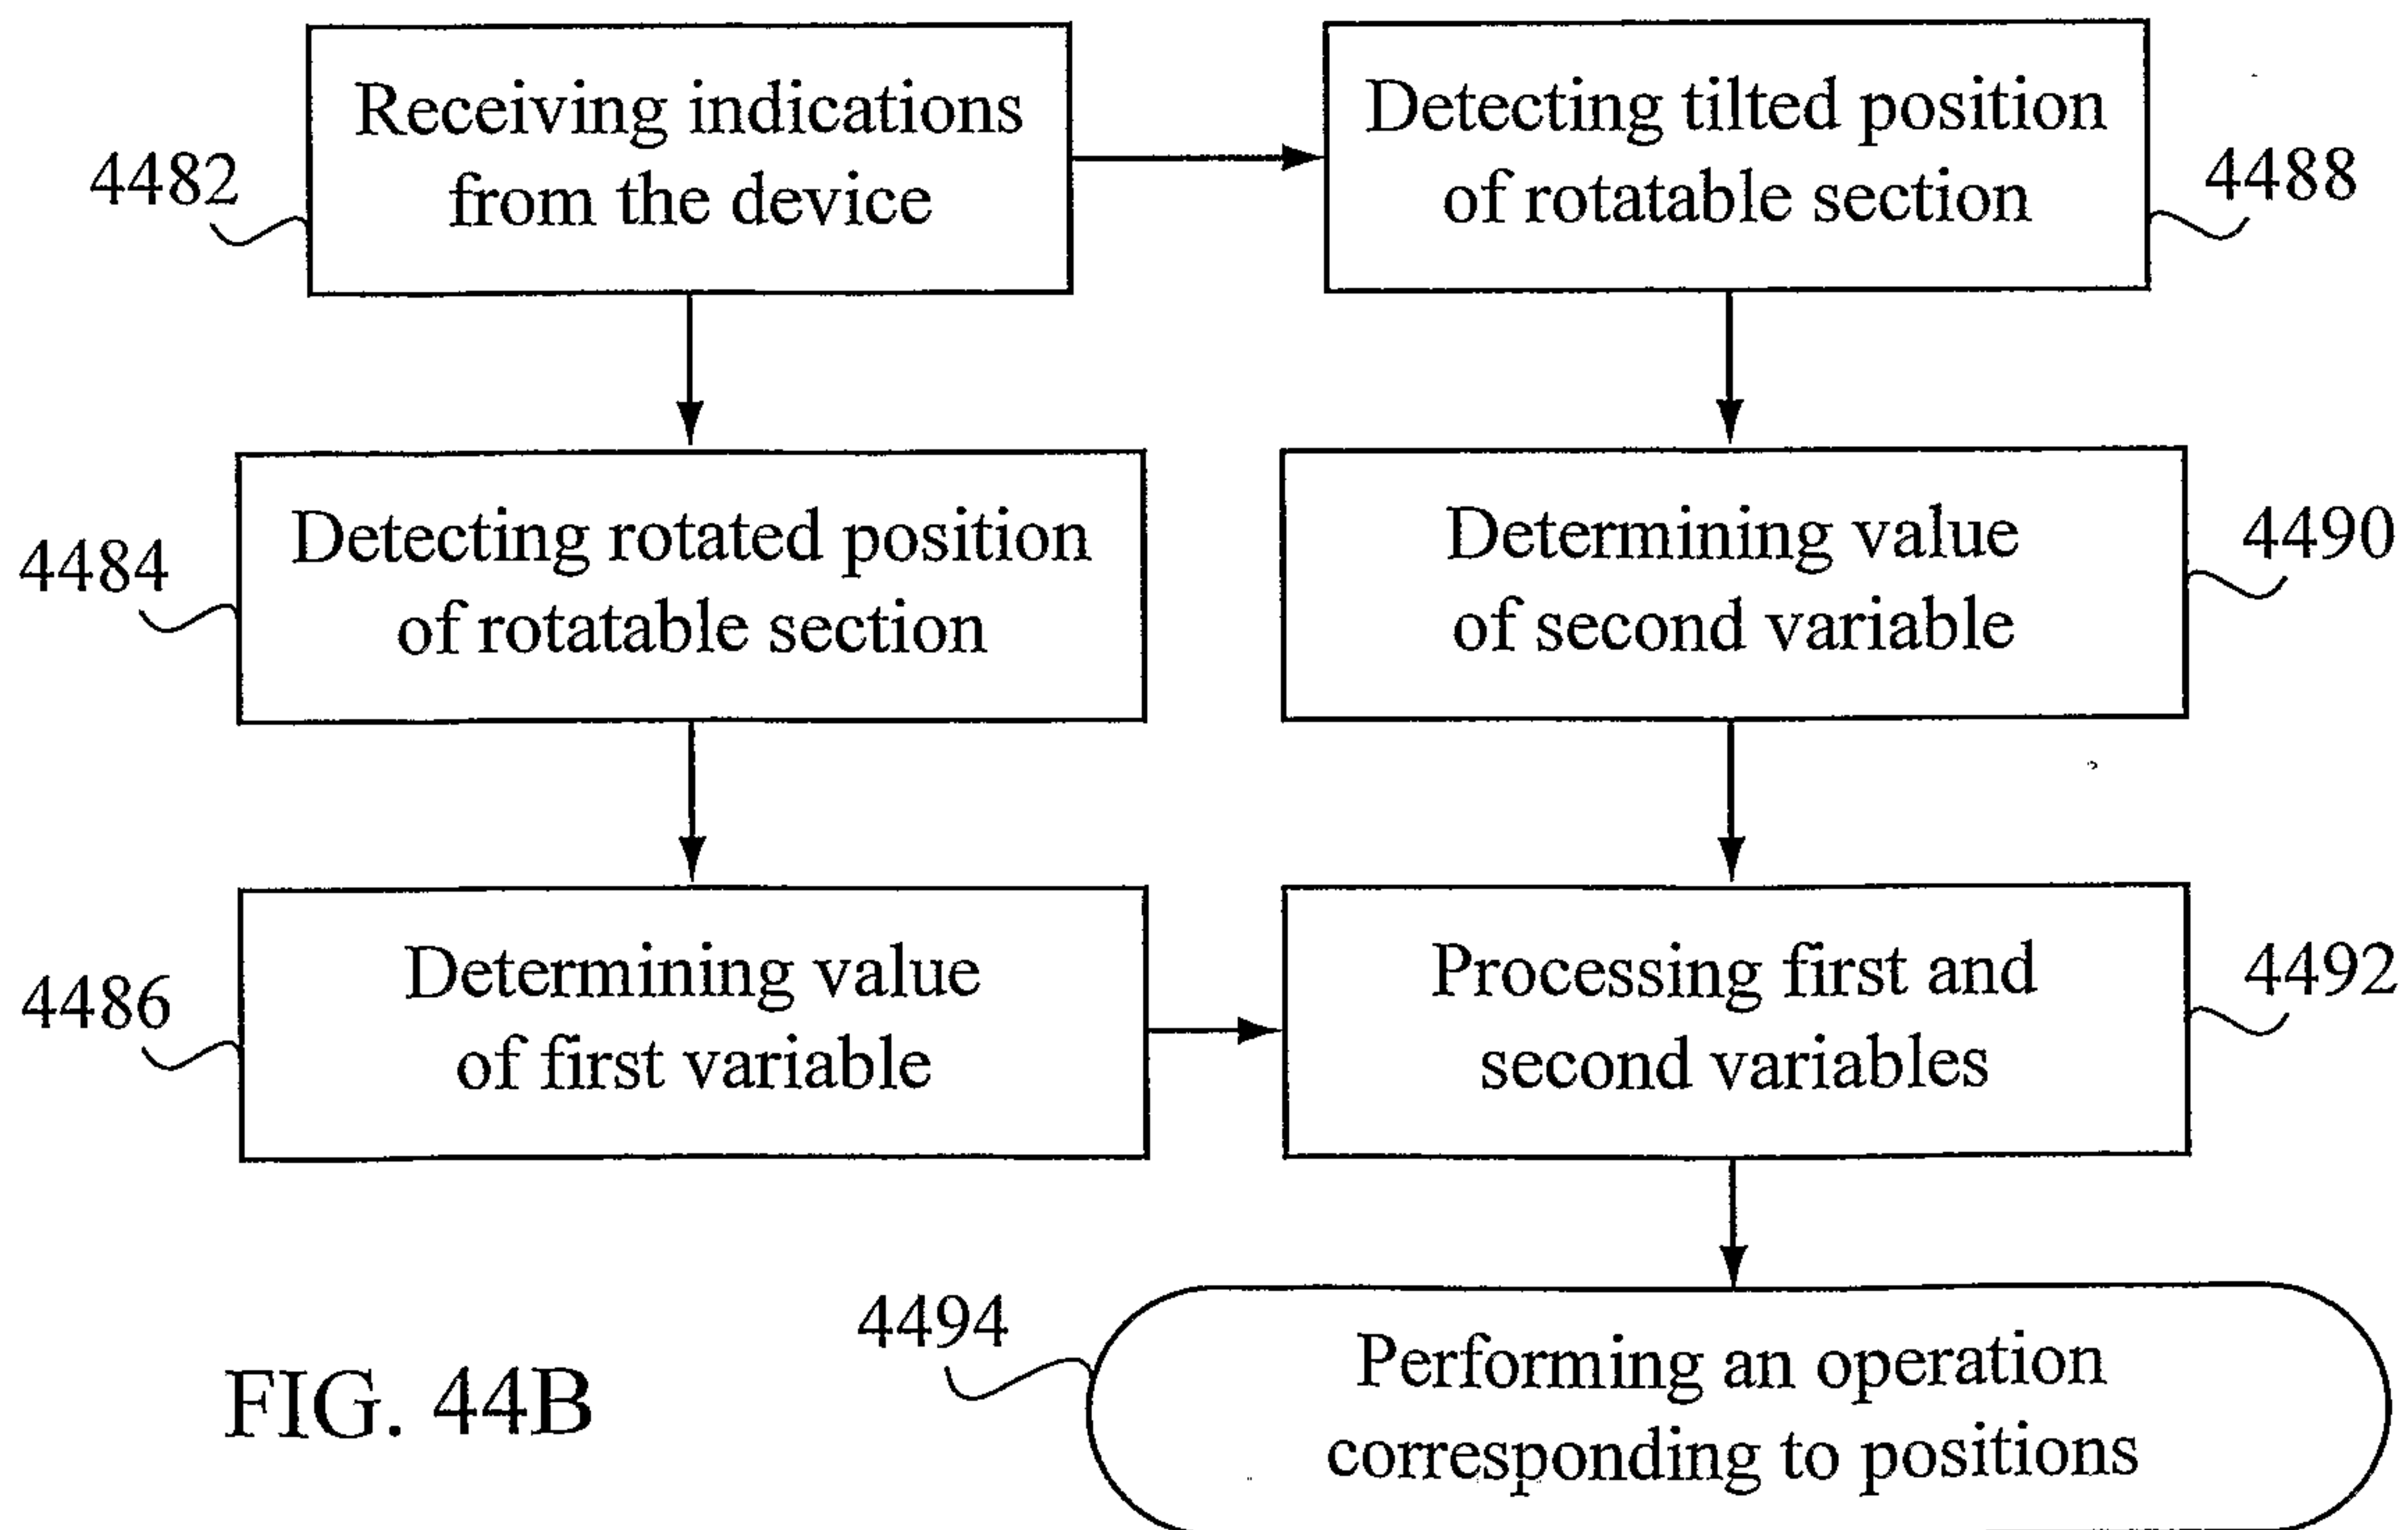 Receiving indications
from the device
4482
Detecting tilted position
of rotatable section
4488
Detecting rotated position
of rotatable section
4484
Determining value
of second variable
4490
Determining value
of first variable
4486
Processing first and
second variables
4492
4494
Performing an operation
corresponding to positions
FIG. 44B